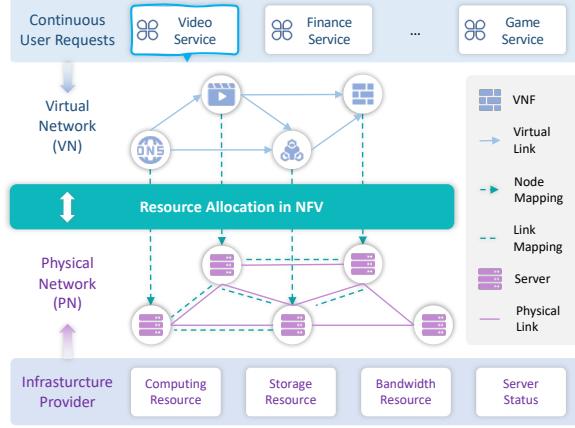 Continuous
User Requests
Video
Service
Finance
Service
...
Game
Service
Virtual
Network
(VN)
DNS
VNF
Virtual
Link
Node
Mapping
Resource Allocation in NFV
Link
Mapping
Physical
Network
(PN)
Server
Physical
Link
Infrasturcture
Provider
Computing
Resource
Storage
Resource
Bandwidth
Resource
Server
Status